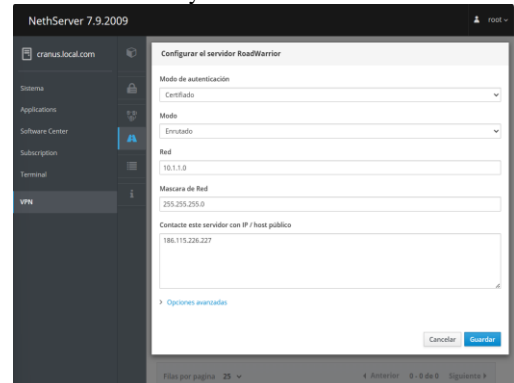 NethServer 7.9.2009
root
cranus.local.com
Sistema
Applications
Software Center
Subscription
Terminal
VPN
Configurar el servidor RoadWarrior
Modo de autenticación
Certifiado
Modo
Enrutado
Red
10.1.1.0
Mascara de Red
255.255.255.0
Contacte este servidor con IP / host público
186.115.226.227
Opciones avanzadas
Cancelar
Guardar
Filas por pagina 25
Anterior 0 - 0 de 0 Siguiente